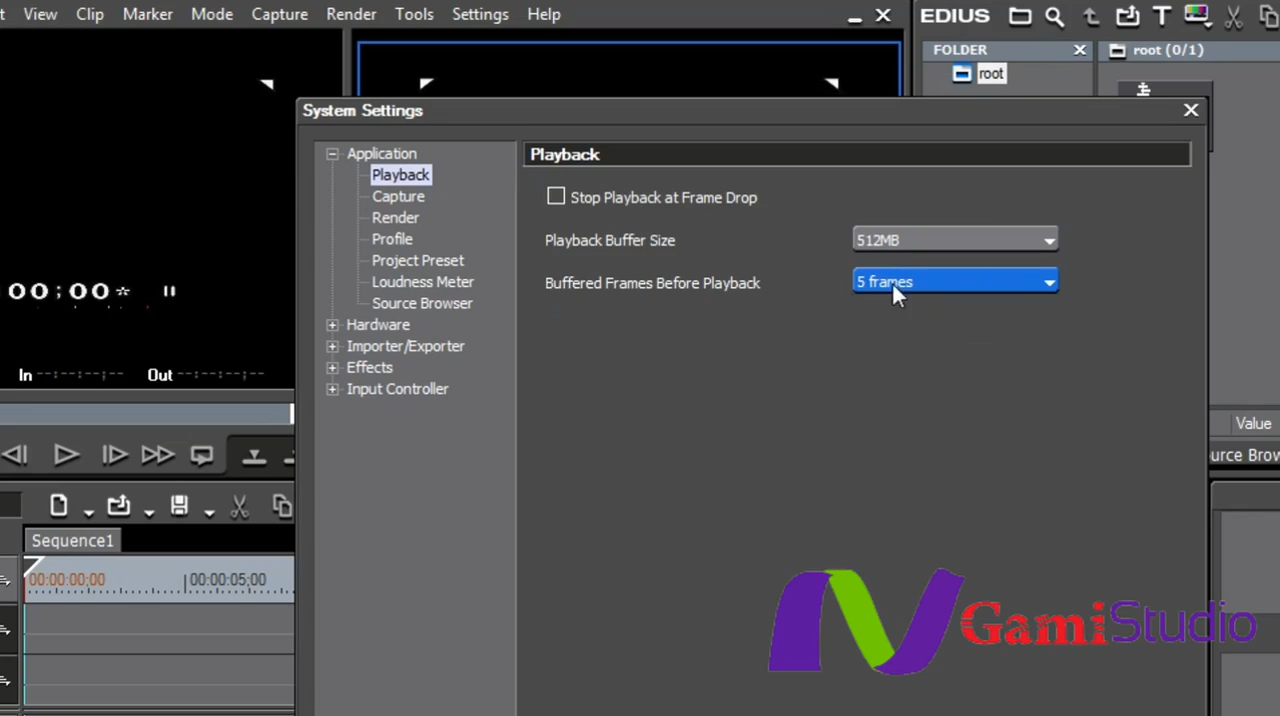 View Clip Marker Mode Capture Render Tools Settings Help
EDIUS
FOLDER
root (0/1)
root
System Settings
Application
Playback
Capture
Render
Profile
Project Preset
Loudness Meter
Source Browser
Hardware
Importer/Exporter
Effects
Input Controller
Playback
Stop Playback at Frame Drop
Playback Buffer Size 512MB
Buffered Frames Before Playback 5 frames
00;00*
In --:--:--;-- Out --:--:--;--
Value
Sequence1
00:00:00;00 00:00:05;00
GamiStudio